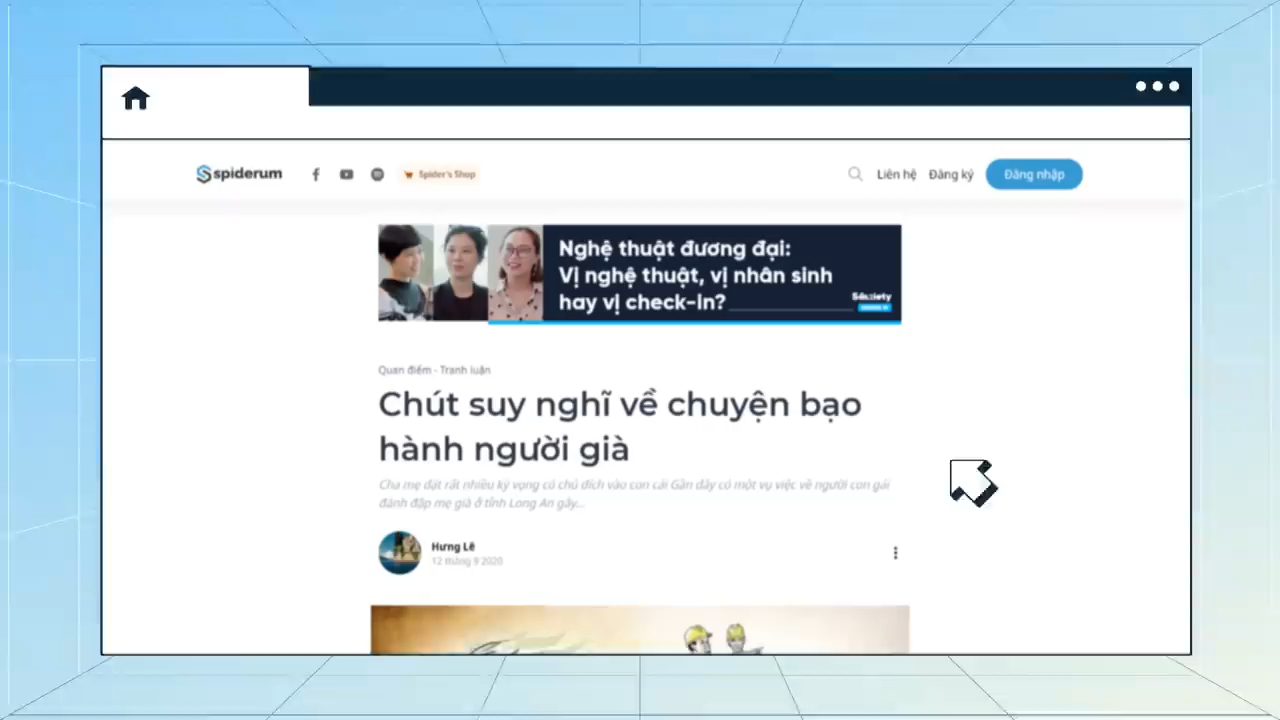 spiderum
Spider's Shop
Liên hệ
Đăng ký
Đăng nhập
Nghệ thuật đương đại:
Vị nghệ thuật, vị nhân sinh
hay vị check-in?
Quan điểm - Tranh luận
Chút suy nghĩ về chuyện bạo
hành người già
Cha mẹ đặt rất nhiều kỳ vọng có chủ đích vào con cái Gần đây có một vụ việc về người con gái
đánh đập mẹ già ở tỉnh Long An gây...
Hưng Lê
12 tháng 9 2020